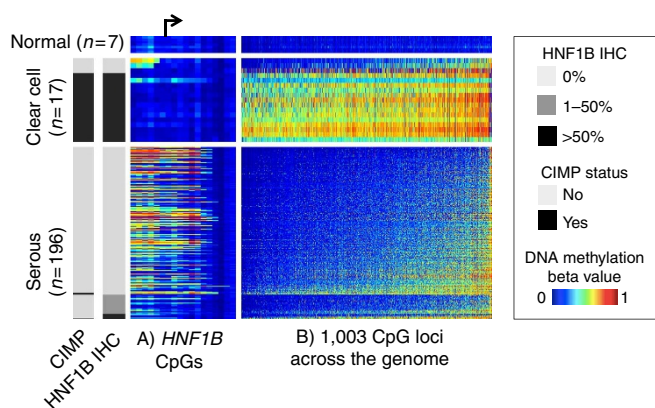 Normal (n=7)
Clear cell
(n=17)
Serous
(n=196)
CIMP
HNF1B IHC
A) HNF1B
CpGs
B) 1,003 CpG loci
across the genome
HNF1B IHC
0%
1–50%
>50%
CIMP status
No
Yes
DNA methylation
beta value
0 1